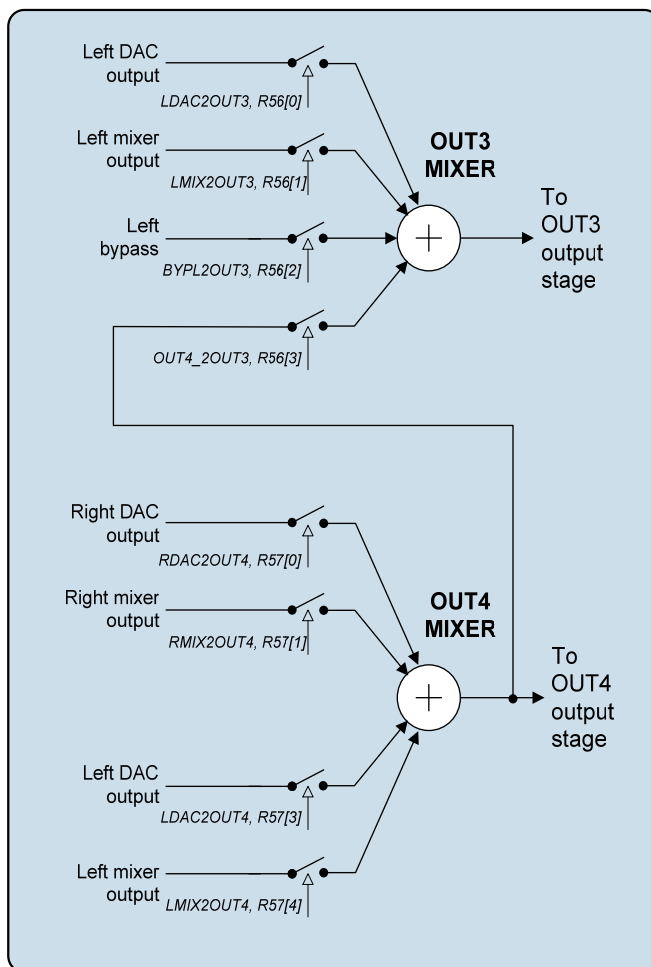 Left DAC
output
LDAC2OUT3, R56[0]
Left mixer
output
LMIX2OUT3, R56[1]
OUT3
MIXER
Left
bypass
BYPL2OUT3, R56[2]
To
OUT3
output
stage
OUT4_2OUT3, R56[3]
Right DAC
output
RDAC2OUT4, R57[0]
Right mixer
output
RMIX2OUT4, R57[1]
OUT4
MIXER
To
OUT4
output
stage
Left DAC
output
LDAC2OUT4, R57[3]
Left mixer
output
LMIX2OUT4, R57[4]